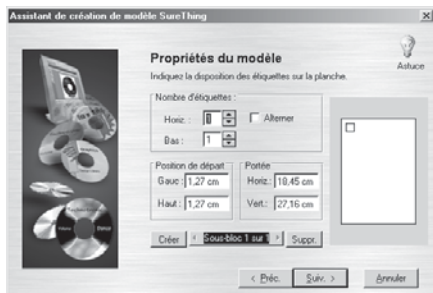 Assistant de création de modèle SureThing
Propriétés du modèle
Astuce
Indiquez la disposition des étiquettes sur la planche.
Nombre d'étiquettes :
Horiz. : 1 Alterner
Bas : 1
Position de départ
Portée
Gauc : 1,27 cm
Horiz. : 18,45 cm
Haut : 1,27 cm
Vert. : 27,16 cm
Créer Sous-bloc 1 sur 1 Suppr.
< Préc. Suiv. > Annuler